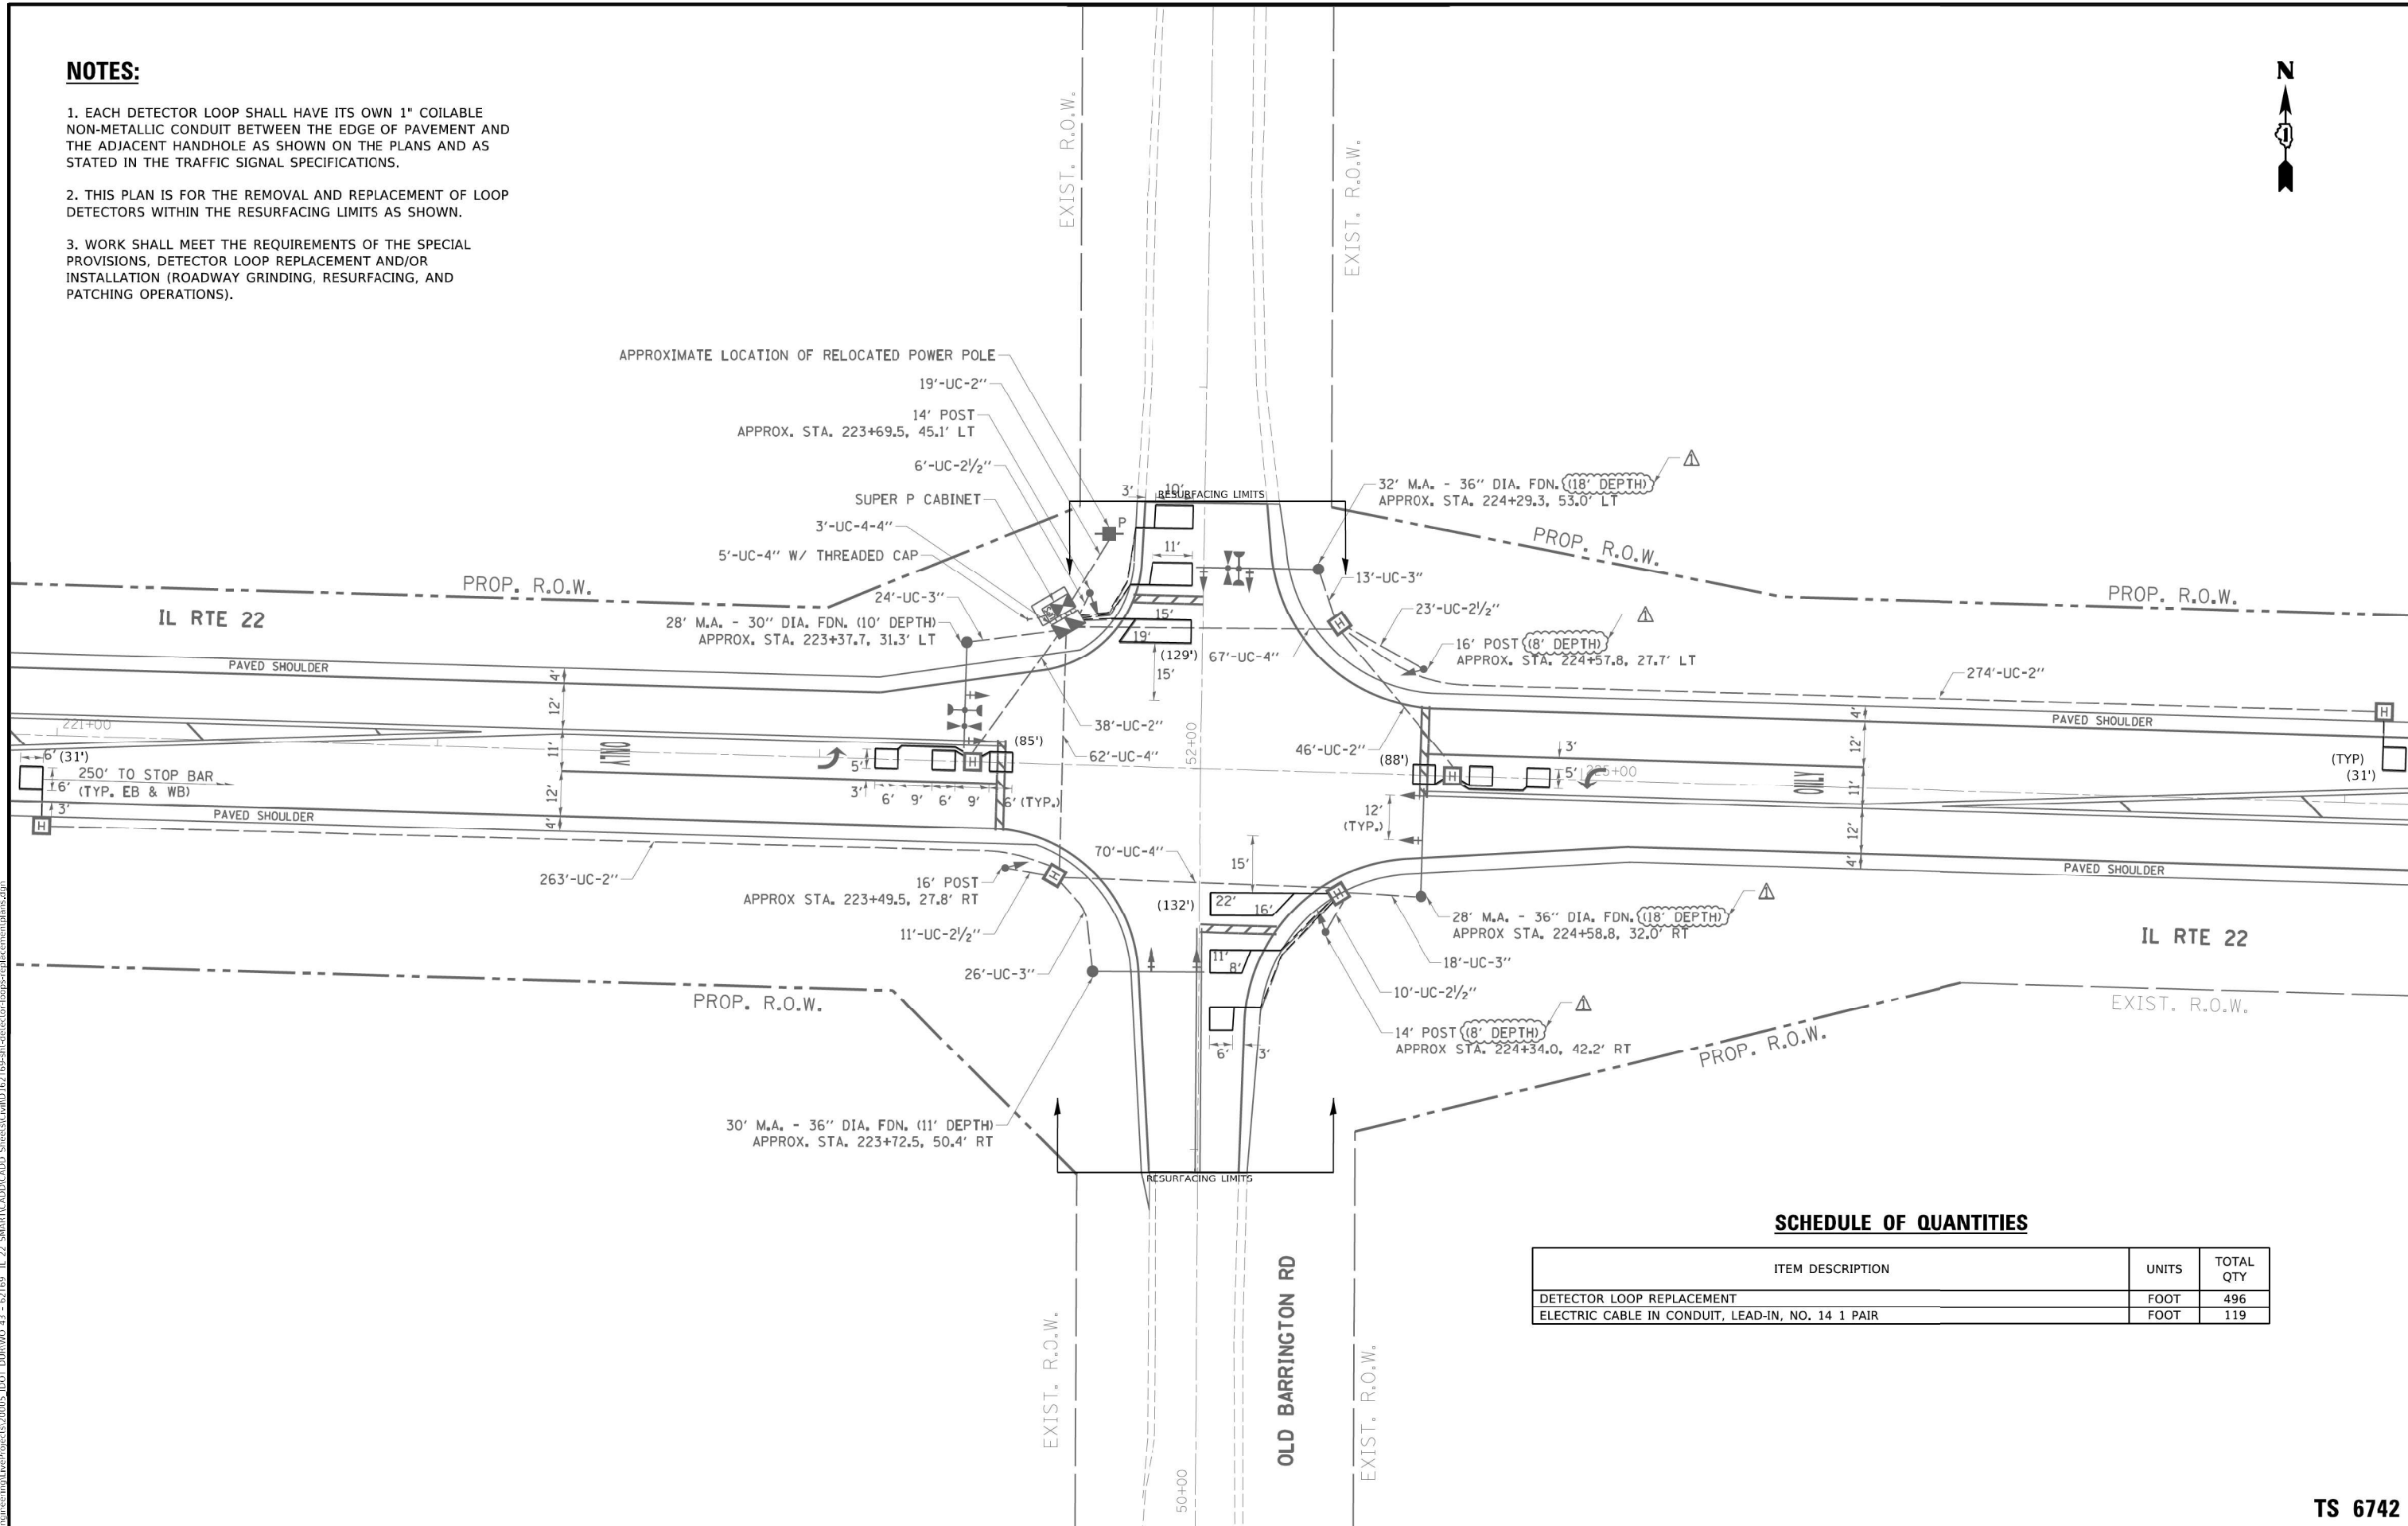 NOTES:
1. EACH DETECTOR LOOP SHALL HAVE ITS OWN 1" COILABLE
NON-METALLIC CONDUIT BETWEEN THE EDGE OF PAVEMENT AND
THE ADJACENT HANDHOLE AS SHOWN ON THE PLANS AND AS
STATED IN THE TRAFFIC SIGNAL SPECIFICATIONS.
2. THIS PLAN IS FOR THE REMOVAL AND REPLACEMENT OF LOOP
DETECTORS WITHIN THE RESURFACING LIMITS AS SHOWN.
3. WORK SHALL MEET THE REQUIREMENTS OF THE SPECIAL
PROVISIONS, DETECTOR LOOP REPLACEMENT AND/OR
INSTALLATION (ROADWAY GRINDING, RESURFACING, AND
PATCHING OPERATIONS).
N
1
EXIST. R.O.W.
EXIST. R.O.W.
APPROXIMATE LOCATION OF RELOCATED POWER POLE
19'-UC-2"
14' POST
APPROX. STA. 223+69.5, 45.1' LT
6'-UC-2½"
SUPER P CABINET
3'-UC-4-4"
5'-UC-4" W/ THREADED CAP
24'-UC-3"
28' M.A. - 30" DIA. FDN. (10' DEPTH)
APPROX. STA. 223+37.7, 31.3' LT
3'
10'
RESURFACING LIMITS
P
11'
15'
19'
(129')
15'
67'-UC-4"
32' M.A. - 36" DIA. FDN. (18' DEPTH)
APPROX. STA. 224+29.3, 53.0' LT
1
PROP. R.O.W.
13'-UC-3"
23'-UC-2½"
1
16' POST (8' DEPTH)
APPROX. STA. 224+57.8, 27.7' LT
274'-UC-2"
PROP. R.O.W.
PROP. R.O.W.
IL RTE 22
PAVED SHOULDER
4'
12'
11'
12'
4'
221+00
6' (31')
250' TO STOP BAR
6' (TYP. EB & WB)
3'
H
PAVED SHOULDER
ONLY
5'
3'
6' 9' 6' 9' 6' (TYP.)
H
(85')
38'-UC-2"
62'-UC-4"
52+00
46'-UC-2"
(88')
H
H
3'
5'
225+00
ONLY
12'
(TYP.)
4'
12'
11'
12'
4'
PAVED SHOULDER
H
(TYP)
(31')
PAVED SHOULDER
263'-UC-2"
70'-UC-4"
15'
16' POST
APPROX STA. 223+49.5, 27.8' RT
H
11'-UC-2½"
26'-UC-3"
(132')
22'
16'
H
11'
8'
6'
3'
28' M.A. - 36" DIA. FDN. (18' DEPTH)
APPROX STA. 224+58.8, 32.0' RT
1
18'-UC-3"
10'-UC-2½"
1
14' POST (8' DEPTH)
APPROX STA. 224+34.0, 42.2' RT
IL RTE 22
EXIST. R.O.W.
PROP. R.O.W.
PROP. R.O.W.
30' M.A. - 36" DIA. FDN. (11' DEPTH)
APPROX. STA. 223+72.5, 50.4' RT
RESURFACING LIMITS
EXIST. R.O.W.
50+00
OLD BARRINGTON RD
EXIST. R.O.W.
SCHEDULE OF QUANTITIES
ITEM DESCRIPTION UNITS TOTAL QTY
DETECTOR LOOP REPLACEMENT FOOT 496
ELECTRIC CABLE IN CONDUIT, LEAD-IN, NO. 14 1 PAIR FOOT 119
TS 6742